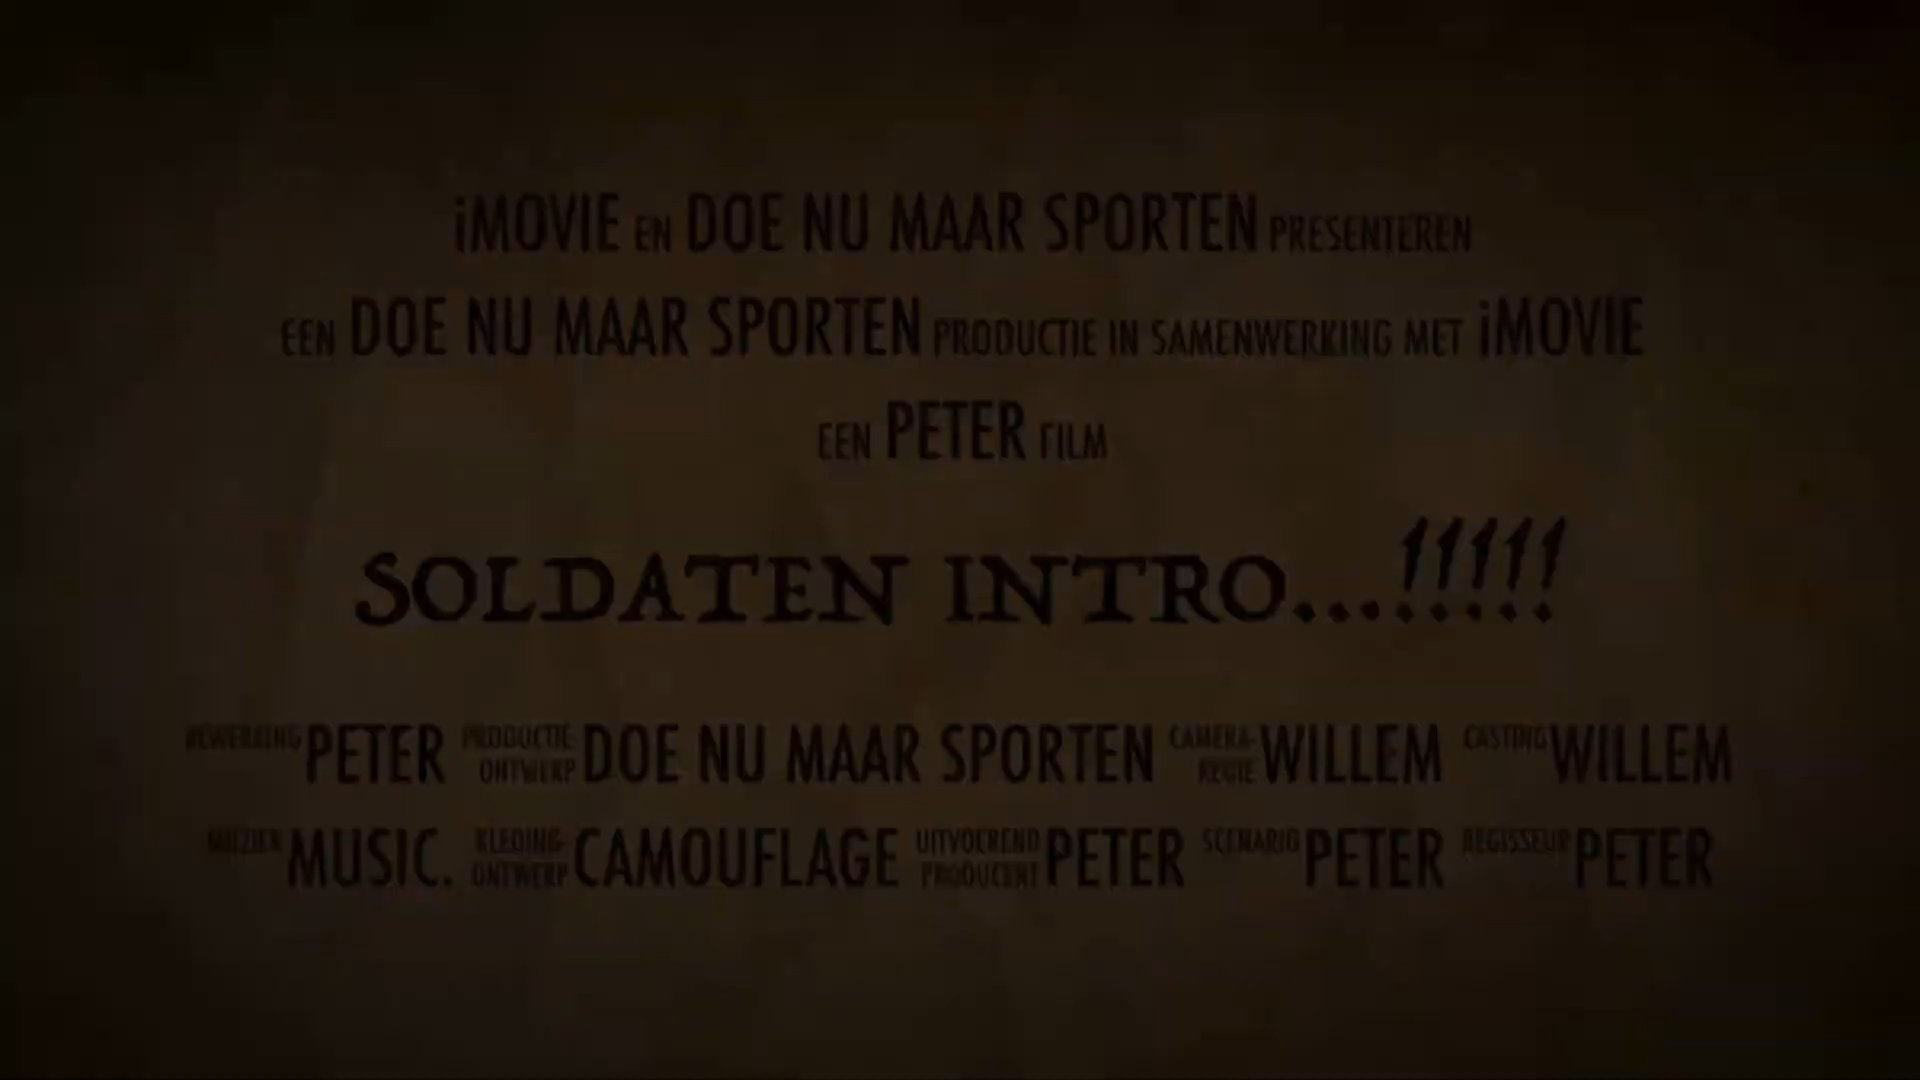 iMOVIE EN DOE NU MAAR SPORTEN PRESENTEREN
EEN DOE NU MAAR SPORTEN PRODUCTIE IN SAMENWERKING MET iMOVIE
EEN PETER FILM
SOLDATEN INTRO...!!!!!
BEWERKING PETER PRODUCTIE-ONTWERP DOE NU MAAR SPORTEN CAMERA-REGIE WILLEM CASTING WILLEM
MUZIEK MUSIC. KLEDING-ONTWERP CAMOUFLAGE UITVOEREND PRODUCENT PETER SCENARIO PETER REGISSEUR PETER